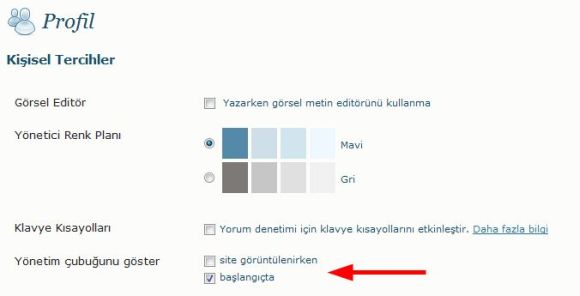 Profil
Kişisel Tercihler
Görsel Editör
Yazarken görsel metin editörünü kullanma
Yönetici Renk Planı
Mavi
Gri
Klavye Kısayolları
Yorum denetimi için klavye kısayollarını etkinleştir. Daha fazla bilgi
Yönetim çubuğunu göster
site görüntülenirken
başlangıçta